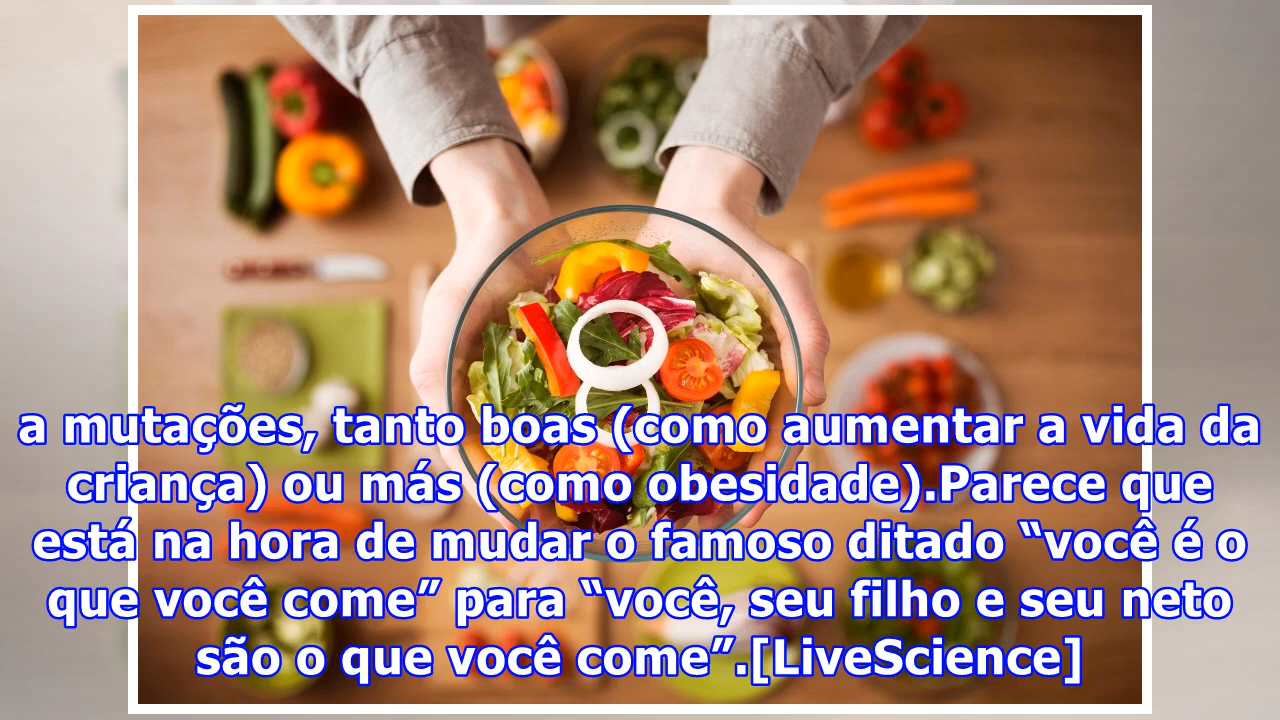 a mutações, tanto boas (como aumentar a vida da
criança) ou más (como obesidade).Parece que
está na hora de mudar o famoso ditado “você é o
que você come” para “você, seu filho e seu neto
são o que você come”.[LiveScience]